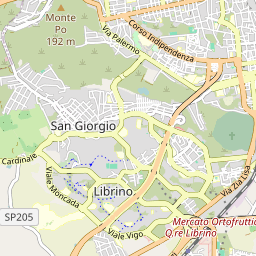 Monte
Po
192 m
Via Palermo
Corso Indipendenza
San Giorgio
Cardinale
Viale Moncada
Librino
Via Zia Lisa
SP205
Viale Vigo
Mercato Ortofrutti
Q.re Librino